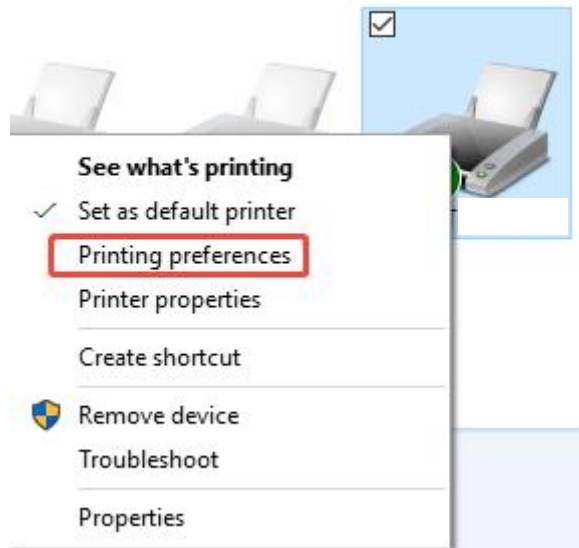 See what's printing
Set as default printer
Printing preferences
Printer properties
Create shortcut
Remove device
Troubleshoot
Properties